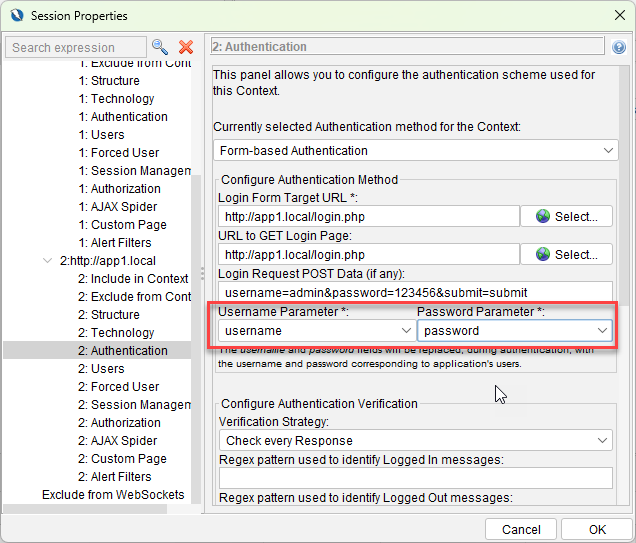 Session Properties
Search expression
1: Exclude from Cont
1: Structure
1: Technology
1: Authentication
1: Users
1: Forced User
1: Session Managem
1: Authorization
1: AJAX Spider
1: Custom Page
1: Alert Filters
2:http://app1.local
2: Include in Context
2: Exclude from Cont
2: Structure
2: Technology
2: Authentication
2: Users
2: Forced User
2: Session Managem
2: Authorization
2: AJAX Spider
2: Custom Page
2: Alert Filters
Exclude from WebSockets
2: Authentication
This panel allows you to configure the authentication scheme used for
this Context.
Currently selected Authentication method for the Context:
Form-based Authentication
Configure Authentication Method
Login Form Target URL *:
http://app1.local/login.php
Select...
URL to GET Login Page:
http://app1.local/login.php
Select...
Login Request POST Data (if any):
username=admin&password=123456&submit=submit
Username Parameter *: Password Parameter *:
username password
The username and password fields will be replaced, during authentication, with
the username and password corresponding to application's users.
Configure Authentication Verification
Verification Strategy:
Check every Response
Regex pattern used to identify Logged In messages:
Regex pattern used to identify Logged Out messages:
Cancel OK